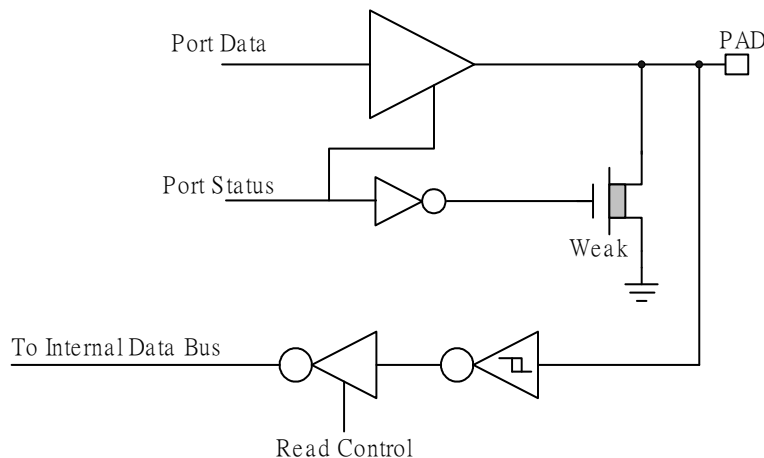 Port Data
PAD
Port Status
Weak
To Internal Data Bus
Read Control